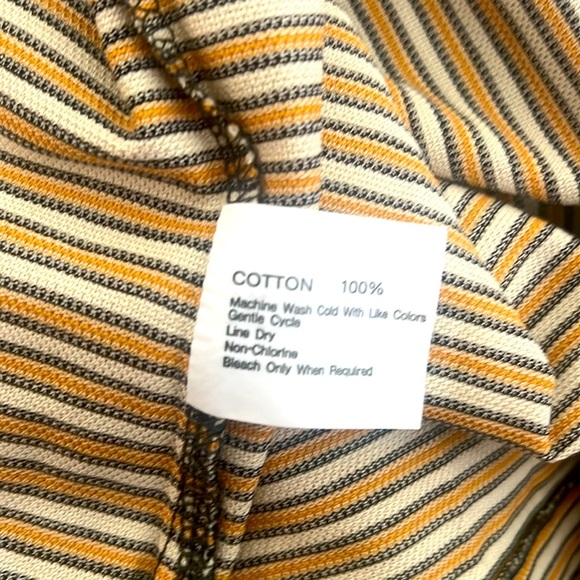 COTTON 100%
Machine Wash Cold With Like Colors
Gentle Cycle
Line Dry
Non-Chlorine
Bleach Only When Required